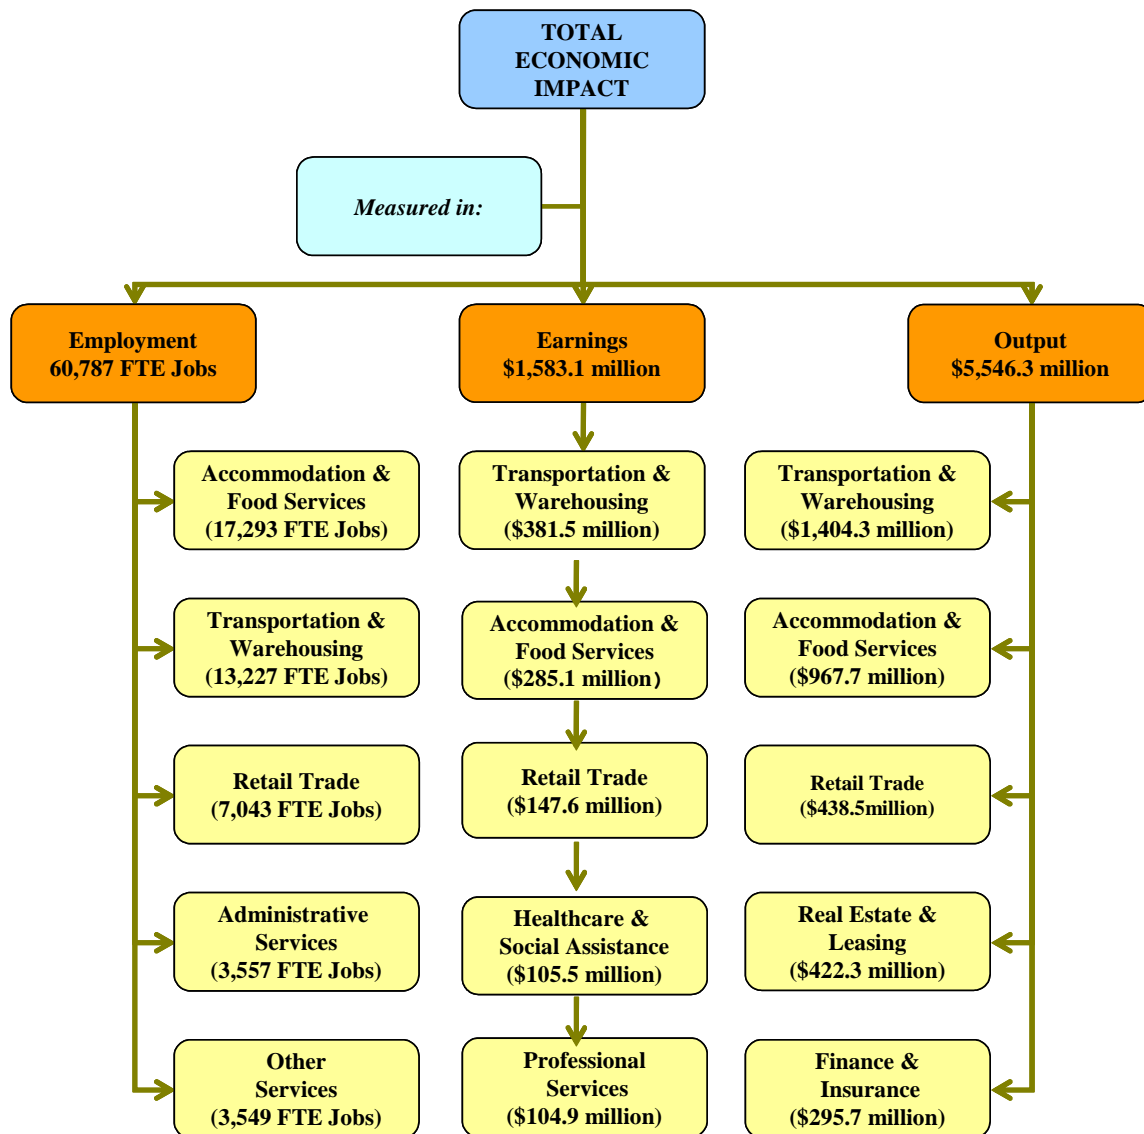 TOTAL
ECONOMIC
IMPACT
Measured in:
Employment
60,787 FTE Jobs
Earnings
$1,583.1 million
Output
$5,546.3 million
Accommodation &
Food Services
(17,293 FTE Jobs)
Transportation &
Warehousing
($381.5 million)
Transportation &
Warehousing
($1,404.3 million)
Transportation &
Warehousing
(13,227 FTE Jobs)
Accommodation &
Food Services
($285.1 million)
Accommodation &
Food Services
($967.7 million)
Retail Trade
(7,043 FTE Jobs)
Retail Trade
($147.6 million)
Retail Trade
($438.5million)
Administrative
Services
(3,557 FTE Jobs)
Healthcare &
Social Assistance
($105.5 million)
Real Estate &
Leasing
($422.3 million)
Other
Services
(3,549 FTE Jobs)
Professional
Services
($104.9 million)
Finance &
Insurance
($295.7 million)